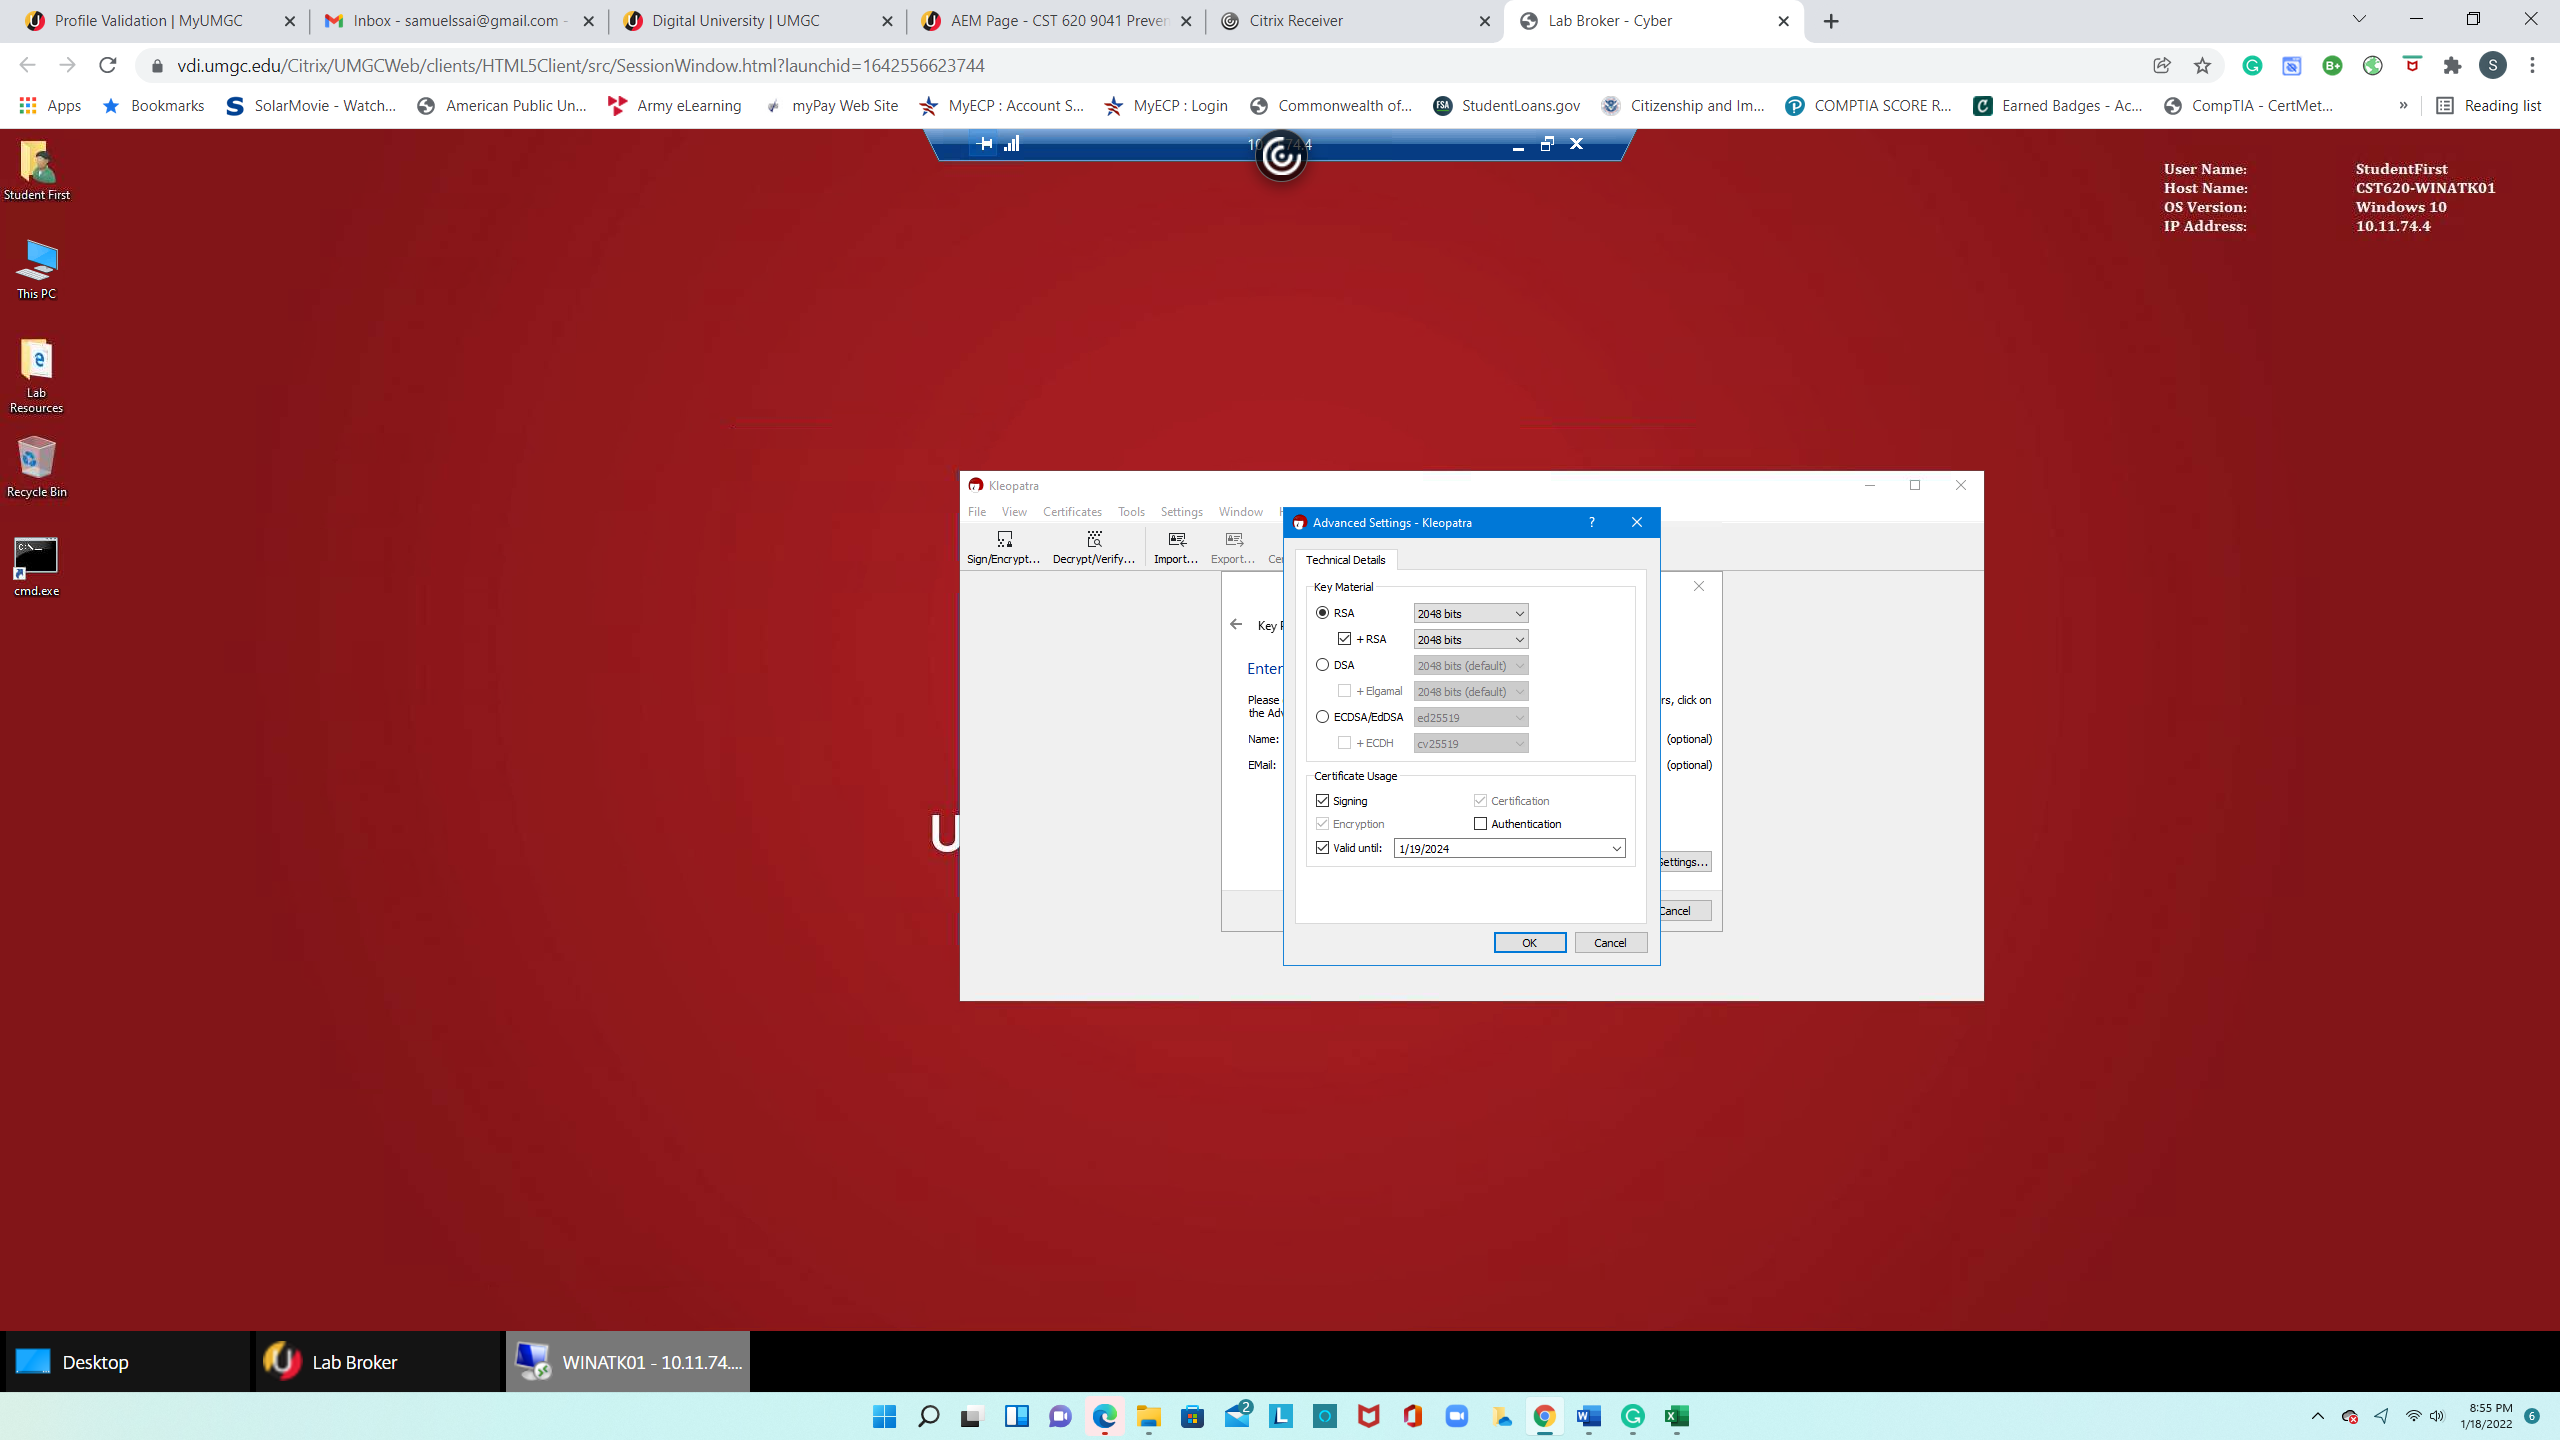 Profile Validation | MyUMGC
Inbox - samuelssai@gmail.com -
Digital University | UMGC
AEM Page - CST 620 9041 Preven
Citrix Receiver
Lab Broker - Cyber
vdi.umgc.edu/Citrix/UMGCWeb/clients/HTML5Client/src/SessionWindow.html?launchid=1642556623744
S
Apps
Bookmarks
SolarMovie - Watch...
American Public Un...
Army eLearning
myPay Web Site
MyECP : Account S...
MyECP : Login
Commonwealth of...
StudentLoans.gov
Citizenship and Im...
COMPTIA SCORE R...
Earned Badges - Ac...
CompTIA - CertMet...
»
Reading list
Student First
This PC
Lab
Resources
Recycle Bin
cmd.exe
User Name: StudentFirst
Host Name: CST620-WINATK01
OS Version: Windows 10
IP Address: 10.11.74.4
Kleopatra
File View Certificates Tools Settings Window
Sign/Encrypt... Decrypt/Verify... Import... Export...
Advanced Settings - Kleopatra
?
Technical Details
Key Material
RSA 2048 bits
+ RSA 2048 bits
DSA 2048 bits (default)
+ Elgamal 2048 bits (default)
ECDSA/EdDSA ed25519
+ ECDH cv25519
Certificate Usage
Signing Certification
Encryption Authentication
Valid until: 1/19/2024
OK Cancel
Key
Enter
Please
the Adv
rs, click on
Name: (optional)
EMail: (optional)
Settings...
Cancel
U
Desktop
Lab Broker
WINATK01 - 10.11.74....
2
8:55 PM
1/18/2022
6